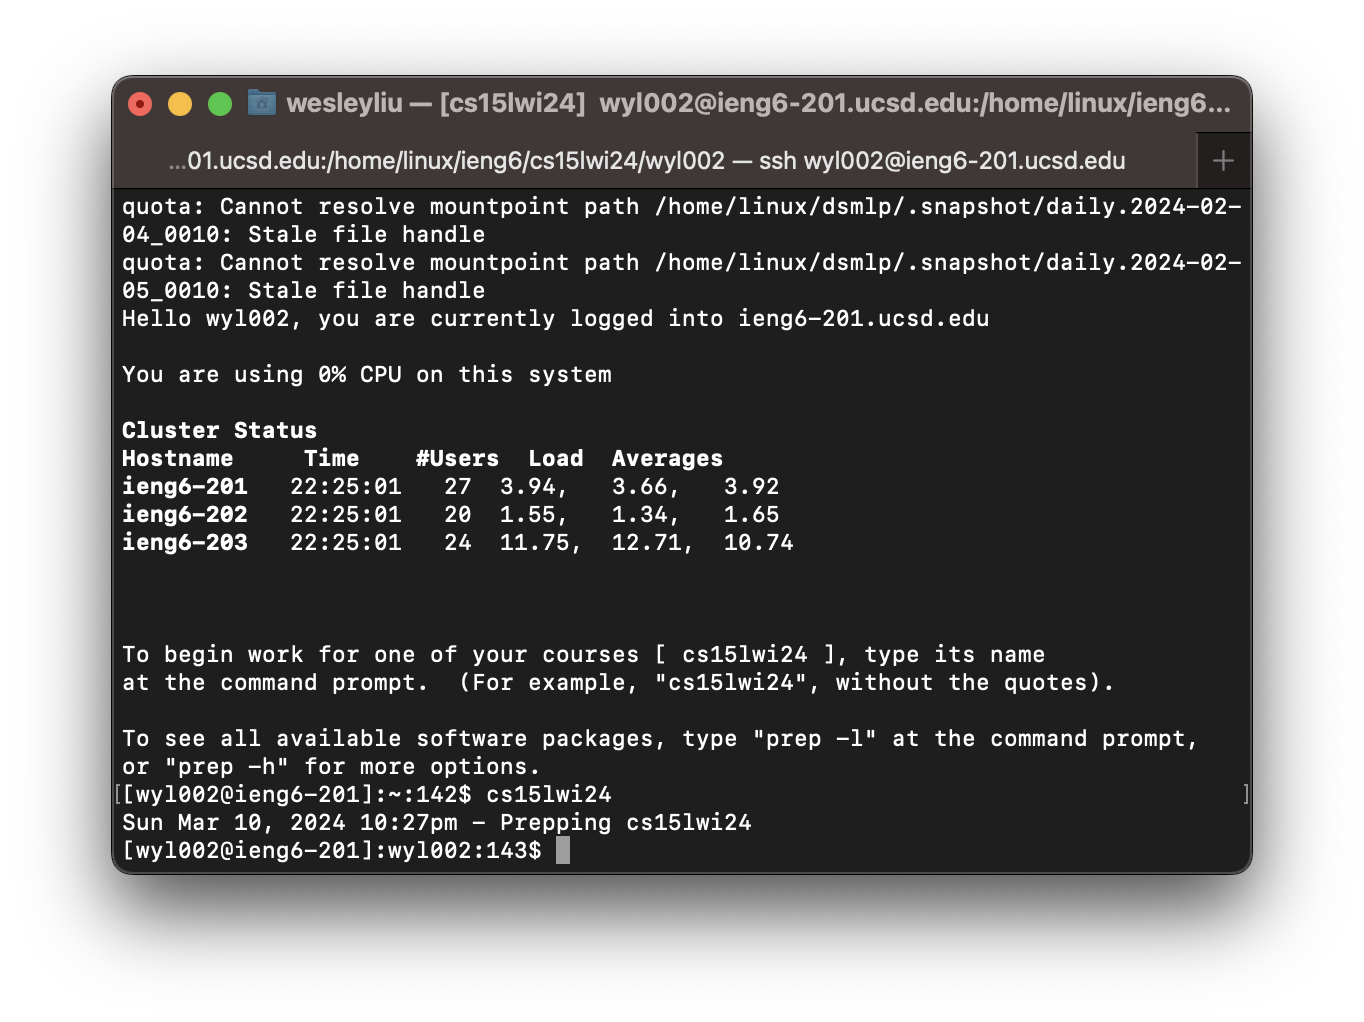 wesleyliu — [cs15lwi24] wyl002@ieng6-201.ucsd.edu:/home/linux/ieng6...
...01.ucsd.edu:/home/linux/ieng6/cs15lwi24/wyl002 — ssh wyl002@ieng6-201.ucsd.edu
quota: Cannot resolve mountpoint path /home/linux/dsmlp/.snapshot/daily.2024-02-
04_0010: Stale file handle
quota: Cannot resolve mountpoint path /home/linux/dsmlp/.snapshot/daily.2024-02-
05_0010: Stale file handle
Hello wyl002, you are currently logged into ieng6-201.ucsd.edu
You are using 0% CPU on this system
Cluster Status
Hostname     Time    #Users  Load  Averages
ieng6-201   22:25:01   27  3.94,   3.66,   3.92
ieng6-202   22:25:01   20  1.55,   1.34,   1.65
ieng6-203   22:25:01   24  11.75,  12.71,  10.74
To begin work for one of your courses [ cs15lwi24 ], type its name
at the command prompt.  (For example, "cs15lwi24", without the quotes).
To see all available software packages, type "prep -l" at the command prompt,
or "prep -h" for more options.
[[wyl002@ieng6-201]:~:142$ cs15lwi24 ]
Sun Mar 10, 2024 10:27pm - Prepping cs15lwi24
[wyl002@ieng6-201]:wyl002:143$